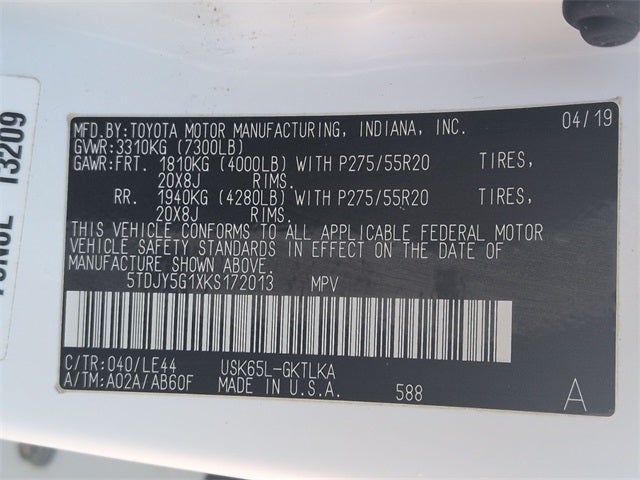 MFD.BY:TOYOTA MOTOR MANUFACTURING, INDIANA, INC. 04/19
GVWR:3310KG (7300LB)
GAWR:FRT. 1810KG (4000LB) WITH P275/55R20 TIRES,
20X8J RIMS.
RR. 1940KG (4280LB) WITH P275/55R20 TIRES,
20X8J RIMS.
THIS VEHICLE CONFORMS TO ALL APPLICABLE FEDERAL MOTOR
VEHICLE SAFETY STANDARDS IN EFFECT ON THE DATE OF
MANUFACTURE SHOWN ABOVE.
5TDJY5G1XKS172013 MPV
C/TR:040/LE44 USK65L-GKTLKA
A/TM:A02A/AB60F MADE IN U.S.A. 588 A
13209